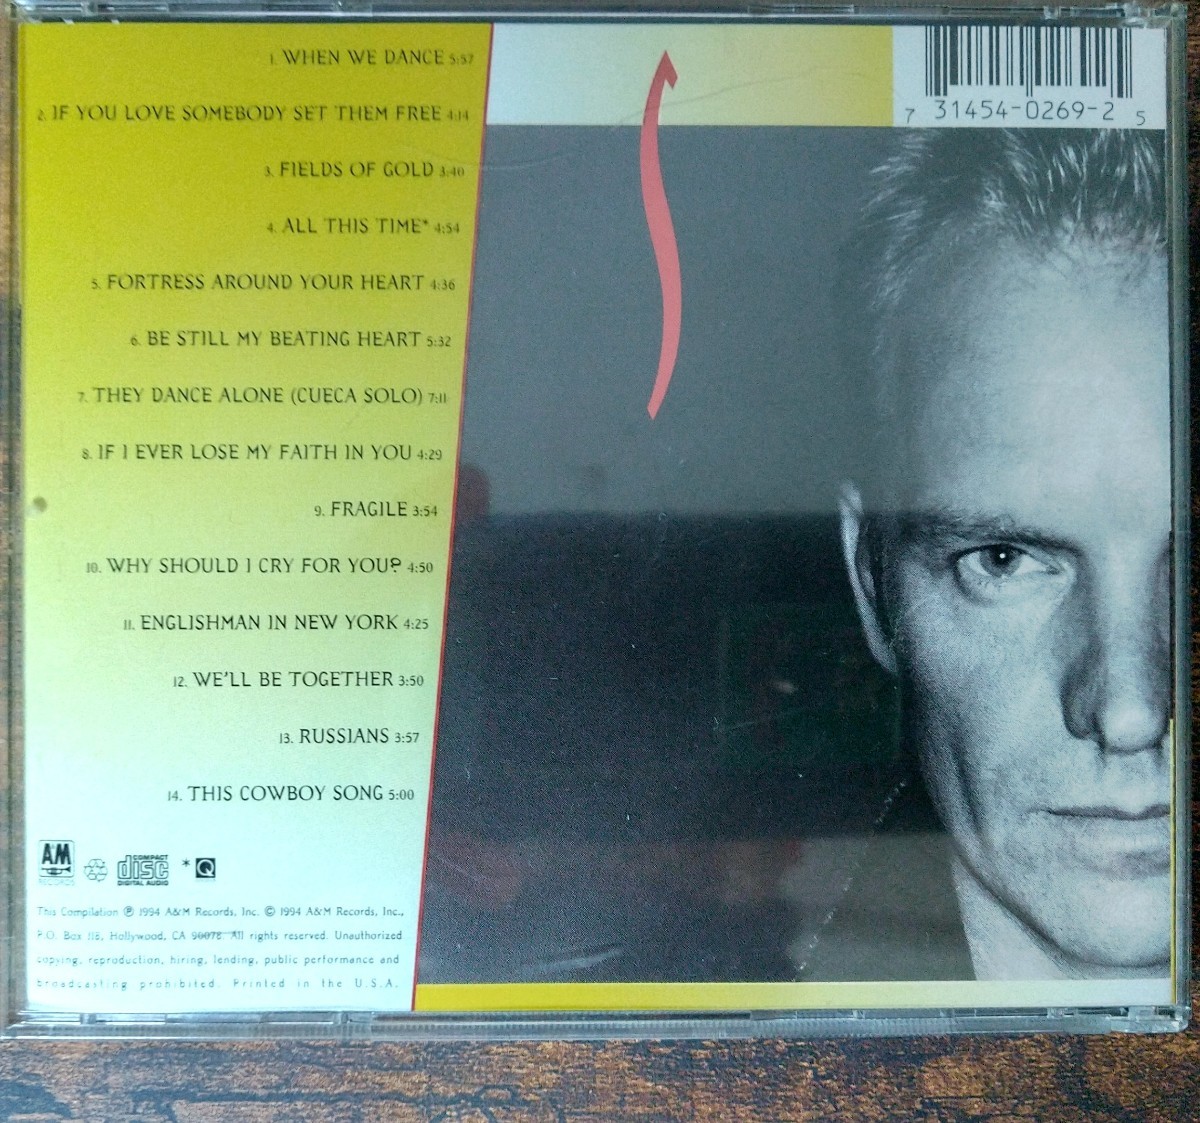 1. WHEN WE DANCE 5:57
2. IF YOU LOVE SOMEBODY SET THEM FREE 4:14
3. FIELDS OF GOLD 3:40
4. ALL THIS TIME* 4:54
5. FORTRESS AROUND YOUR HEART 4:36
6. BE STILL MY BEATING HEART 5:32
7. THEY DANCE ALONE (CUECA SOLO) 7:11
8. IF I EVER LOSE MY FAITH IN YOU 4:29
9. FRAGILE 3:54
10. WHY SHOULD I CRY FOR YOU? 4:50
11. ENGLISHMAN IN NEW YORK 4:25
12. WE'LL BE TOGETHER 3:50
13. RUSSIANS 3:57
14. THIS COWBOY SONG 5:00
7 31454-0269-2 5
A&M
RECORDS
COMPACT
disc
DIGITAL AUDIO
* Q
This Compilation ℗ 1994 A&M Records, Inc. © 1994 A&M Records, Inc.,
P.O. Box 118, Hollywood, CA 90078. All rights reserved. Unauthorized
copying, reproduction, hiring, lending, public performance and
broadcasting prohibited. Printed in the U.S.A.